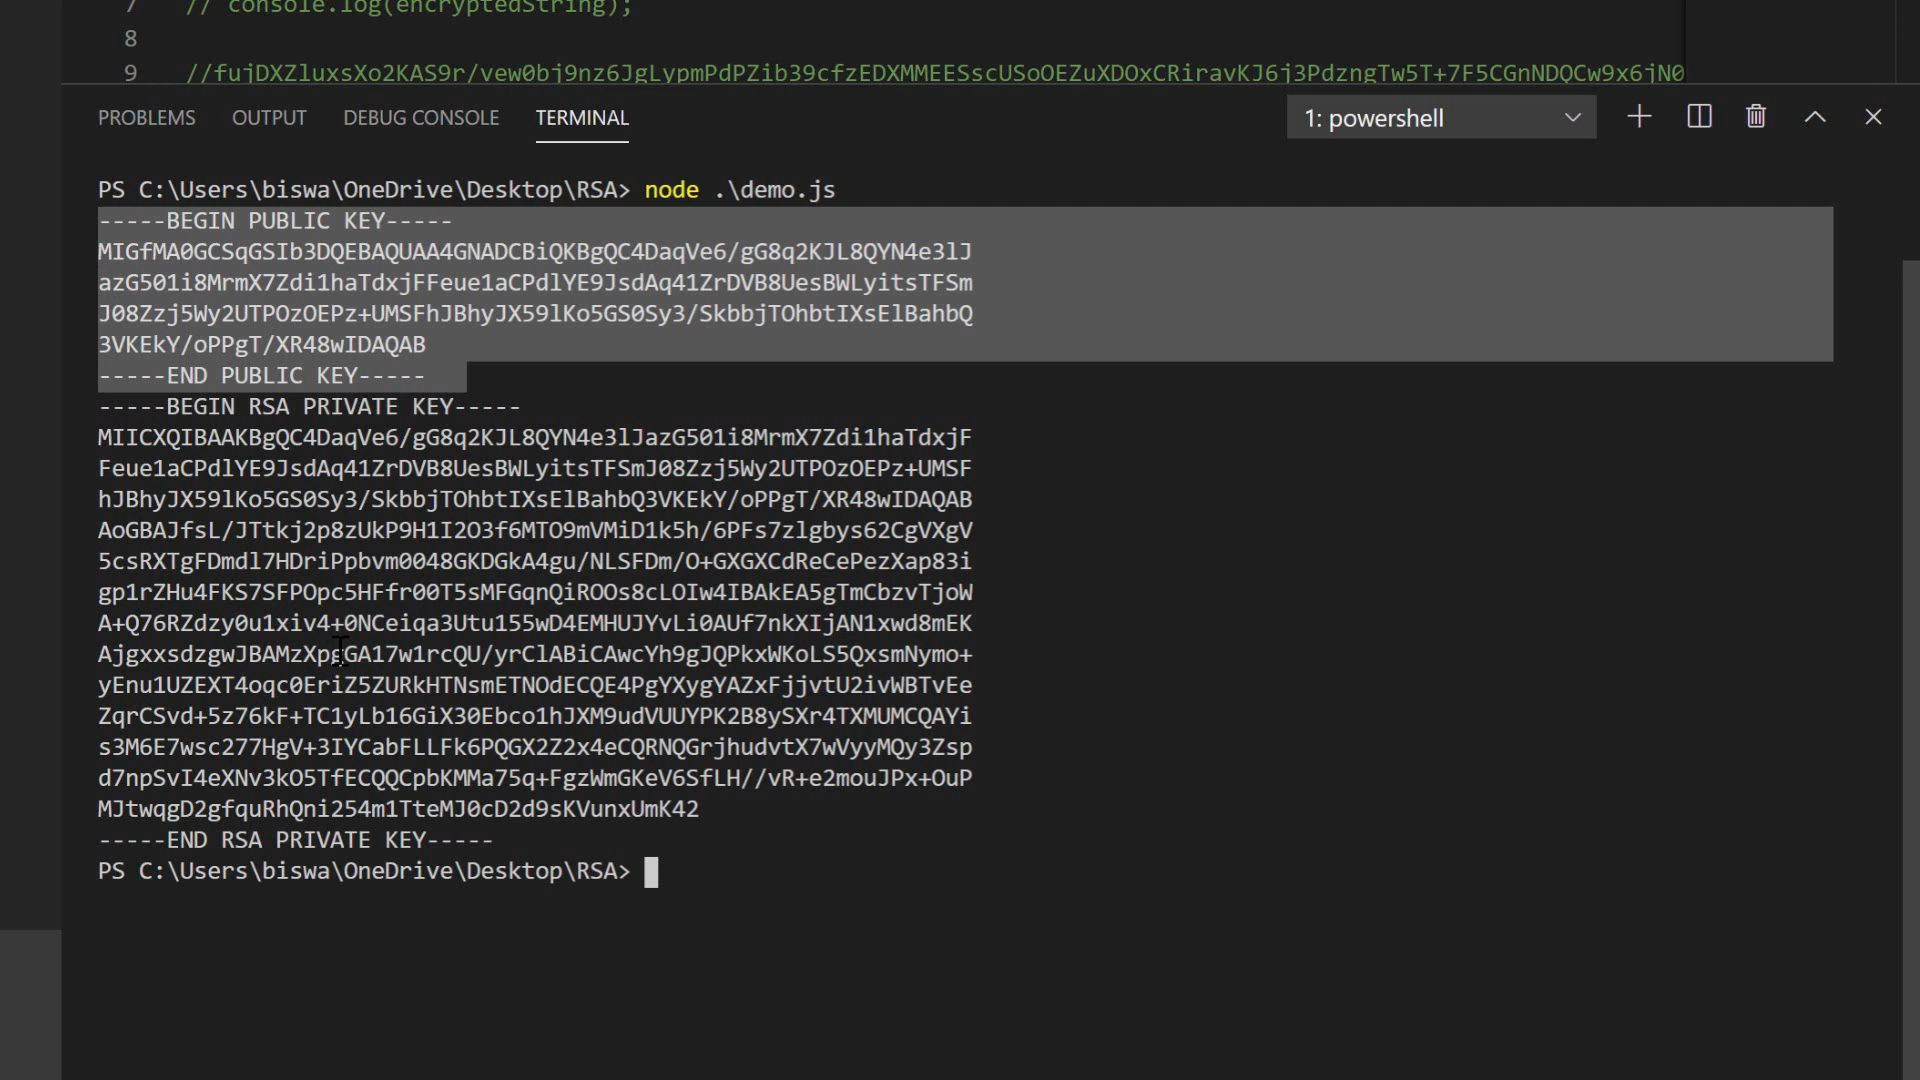 7 // console.log(encryptedString);
8
9 //fujDXZluxsXo2KAS9r/vew0bj9nz6JgLypmPdPZib39cfzEDXMMEESscUSoOEZuXDOxCRiravKJ6j3PdzngTw5T+7F5CGnNDQCw9x6jN0
PROBLEMS OUTPUT DEBUG CONSOLE TERMINAL 1: powershell
PS C:\Users\biswa\OneDrive\Desktop\RSA> node .\demo.js
-----BEGIN PUBLIC KEY-----
MIGfMA0GCSqGSIb3DQEBAQUAA4GNADCBiQKBgQC4DaqVe6/gG8q2KJL8QYN4e3lJ
azG501i8MrmX7Zdi1haTdxjFFeue1aCPdlYE9JsdAq41ZrDVB8UesBWLyitsTFSm
J08Zzj5Wy2UTPOzOEPz+UMSFhJBhyJX59lKo5GS0Sy3/SkbbjTOhbtIXsElBahbQ
3VKEkY/oPPgT/XR48wIDAQAB
-----END PUBLIC KEY-----
-----BEGIN RSA PRIVATE KEY-----
MIICXQIBAAKBgQC4DaqVe6/gG8q2KJL8QYN4e3lJazG501i8MrmX7Zdi1haTdxjF
Feue1aCPdlYE9JsdAq41ZrDVB8UesBWLyitsTFSmJ08Zzj5Wy2UTPOzOEPz+UMSF
hJBhyJX59lKo5GS0Sy3/SkbbjTOhbtIXsElBahbQ3VKEkY/oPPgT/XR48wIDAQAB
AoGBAJfsL/JTtkj2p8zUkP9H1I2O3f6MTO9mVMiD1k5h/6PFs7zlgbys62CgVXgV
5csRXTgFDmdl7HDriPpbvm0048GKDGkA4gu/NLSFDm/O+GXGXCdReCePezXap83i
gp1rZHu4FKS7SFPOpc5HFfr00T5sMFGqnQiROOs8cLOIw4IBAkEA5gTmCbzvTjoW
A+Q76RZdzy0u1xiv4+0NCeiqa3Utu155wD4EMHUJYvLi0AUf7nkXIjAN1xwd8mEK
AjgxxsdzgwJBAMzXpgGA17w1rcQU/yrClABiCAwcYh9gJQPkxWKoLS5QxsmNymo+
yEnu1UZEXT4oqc0EriZ5ZURkHTNsmETNOdECQE4PgYXygYAZxFjjvtU2ivWBTvEe
ZqrCSvd+5z76kF+TC1yLb16GiX30Ebco1hJXM9udVUUYPK2B8ySXr4TXMUMCQAYi
s3M6E7wsc277HgV+3IYCabFLLFk6PQGX2Z2x4eCQRNQGrjhudvtX7wVyyMQy3Zsp
d7npSvI4eXNv3kO5TfECQQCpbKMMa75q+FgzWmGKeV6SfLH//vR+e2mouJPx+OuP
MJtwqgD2gfquRhQni254m1TteMJ0cD2d9sKVunxUmK42
-----END RSA PRIVATE KEY-----
PS C:\Users\biswa\OneDrive\Desktop\RSA>